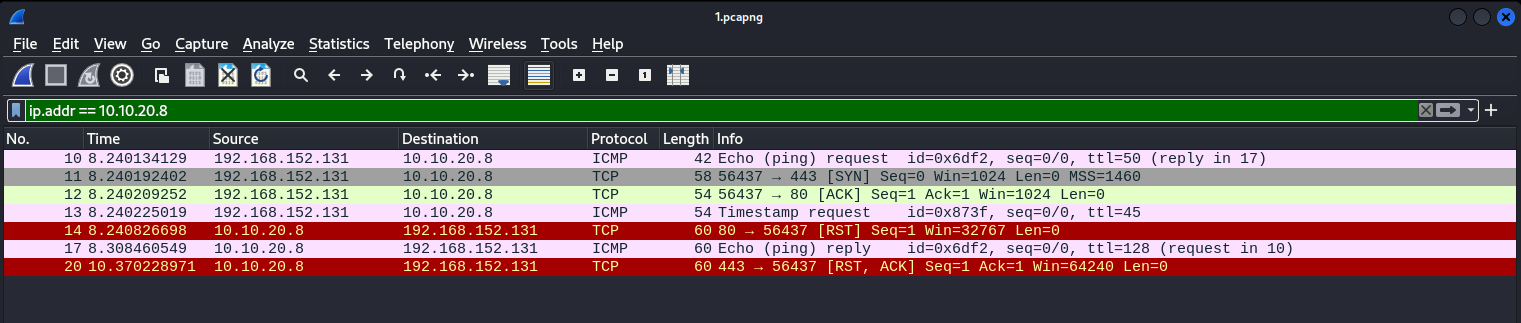 1.pcapng
File Edit View Go Capture Analyze Statistics Telephony Wireless Tools Help
ip.addr == 10.10.20.8
No. Time Source Destination Protocol Length Info
10 8.240134129 192.168.152.131 10.10.20.8 ICMP 42 Echo (ping) request id=0x6df2, seq=0/0, ttl=50 (reply in 17)
11 8.240192402 192.168.152.131 10.10.20.8 TCP 58 56437 → 443 [SYN] Seq=0 Win=1024 Len=0 MSS=1460
12 8.240209252 192.168.152.131 10.10.20.8 TCP 54 56437 → 80 [ACK] Seq=1 Ack=1 Win=1024 Len=0
13 8.240225019 192.168.152.131 10.10.20.8 ICMP 54 Timestamp request id=0x873f, seq=0/0, ttl=45
14 8.240826698 10.10.20.8 192.168.152.131 TCP 60 80 → 56437 [RST] Seq=1 Win=32767 Len=0
17 8.308460549 10.10.20.8 192.168.152.131 ICMP 60 Echo (ping) reply id=0x6df2, seq=0/0, ttl=128 (request in 10)
20 10.370228971 10.10.20.8 192.168.152.131 TCP 60 443 → 56437 [RST, ACK] Seq=1 Ack=1 Win=64240 Len=0